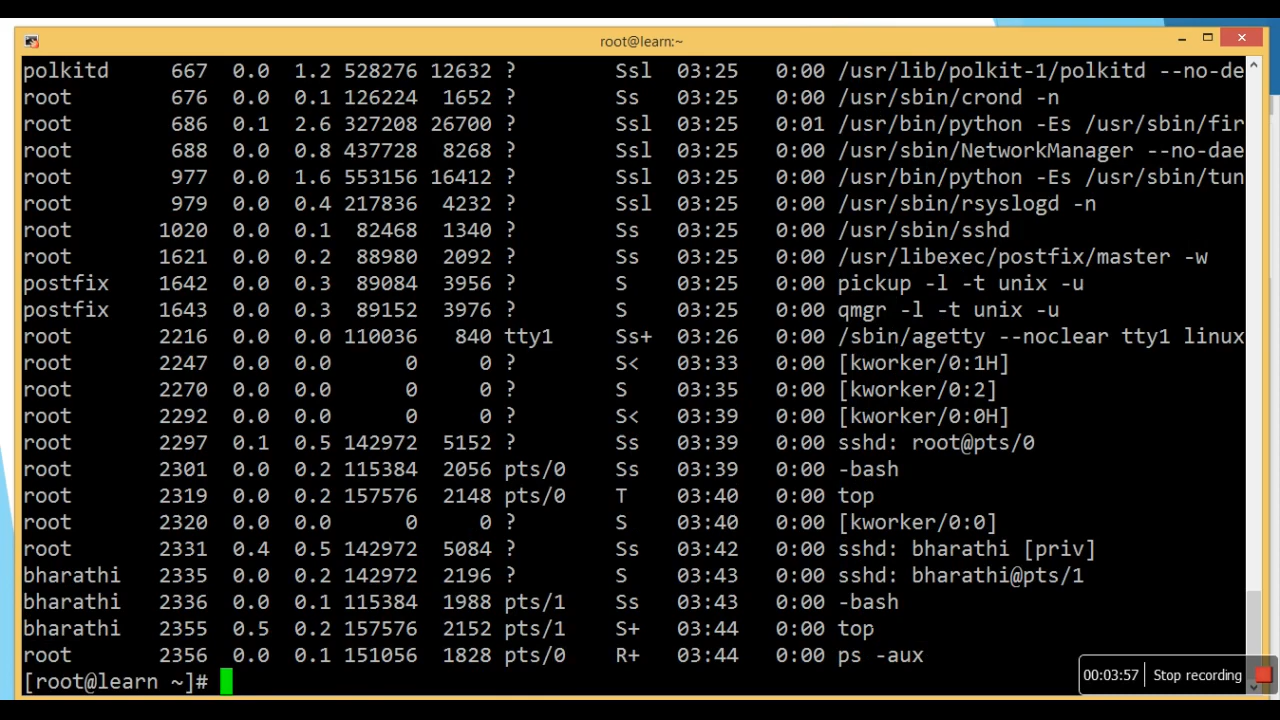 root@learn:~
polkitd 667 0.0 1.2 528276 12632 ? Ssl 03:25 0:00 /usr/lib/polkit-1/polkitd --no-de
root 676 0.0 0.1 126224 1652 ? Ss 03:25 0:00 /usr/sbin/crond -n
root 686 0.1 2.6 327208 26700 ? Ssl 03:25 0:01 /usr/bin/python -Es /usr/sbin/fir
root 688 0.0 0.8 437728 8268 ? Ssl 03:25 0:00 /usr/sbin/NetworkManager --no-dae
root 977 0.0 1.6 553156 16412 ? Ssl 03:25 0:00 /usr/bin/python -Es /usr/sbin/tun
root 979 0.0 0.4 217836 4232 ? Ssl 03:25 0:00 /usr/sbin/rsyslogd -n
root 1020 0.0 0.1 82468 1340 ? Ss 03:25 0:00 /usr/sbin/sshd
root 1621 0.0 0.2 88980 2092 ? Ss 03:25 0:00 /usr/libexec/postfix/master -w
postfix 1642 0.0 0.3 89084 3956 ? S 03:25 0:00 pickup -l -t unix -u
postfix 1643 0.0 0.3 89152 3976 ? S 03:25 0:00 qmgr -l -t unix -u
root 2216 0.0 0.0 110036 840 tty1 Ss+ 03:26 0:00 /sbin/agetty --noclear tty1 linux
root 2247 0.0 0.0 0 0 ? S< 03:33 0:00 [kworker/0:1H]
root 2270 0.0 0.0 0 0 ? S 03:35 0:00 [kworker/0:2]
root 2292 0.0 0.0 0 0 ? S< 03:39 0:00 [kworker/0:0H]
root 2297 0.1 0.5 142972 5152 ? Ss 03:39 0:00 sshd: root@pts/0
root 2301 0.0 0.2 115384 2056 pts/0 Ss 03:39 0:00 -bash
root 2319 0.0 0.2 157576 2148 pts/0 T 03:40 0:00 top
root 2320 0.0 0.0 0 0 ? S 03:40 0:00 [kworker/0:0]
root 2331 0.4 0.5 142972 5084 ? Ss 03:42 0:00 sshd: bharathi [priv]
bharathi 2335 0.0 0.2 142972 2196 ? S 03:43 0:00 sshd: bharathi@pts/1
bharathi 2336 0.0 0.1 115384 1988 pts/1 Ss 03:43 0:00 -bash
bharathi 2355 0.5 0.2 157576 2152 pts/1 S+ 03:44 0:00 top
root 2356 0.0 0.1 151056 1828 pts/0 R+ 03:44 0:00 ps -aux
[root@learn ~]#
00:03:57 Stop recording